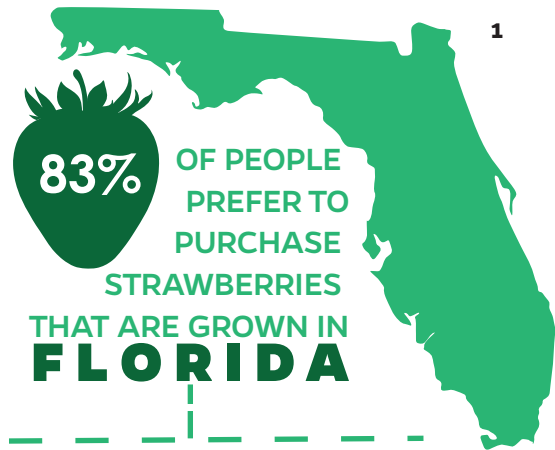 1
83%
OF PEOPLE
PREFER TO
PURCHASE
STRAWBERRIES
THAT ARE GROWN IN
FLORIDA